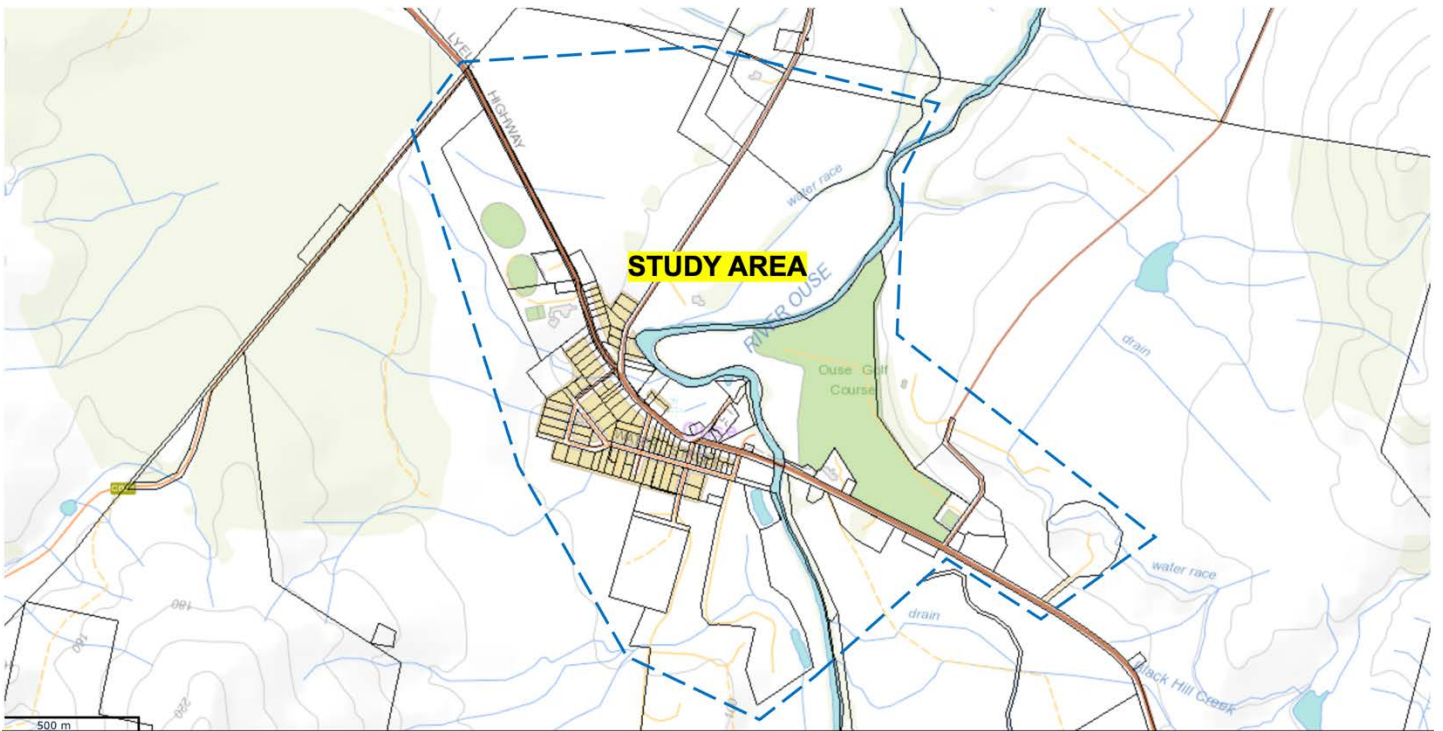 LYELL
HIGHWAY
water race
STUDY AREA
RIVER OUSE
drain
Ouse Golf
Course
water race
180
180
drain
Black Hill Creek
220
500 m